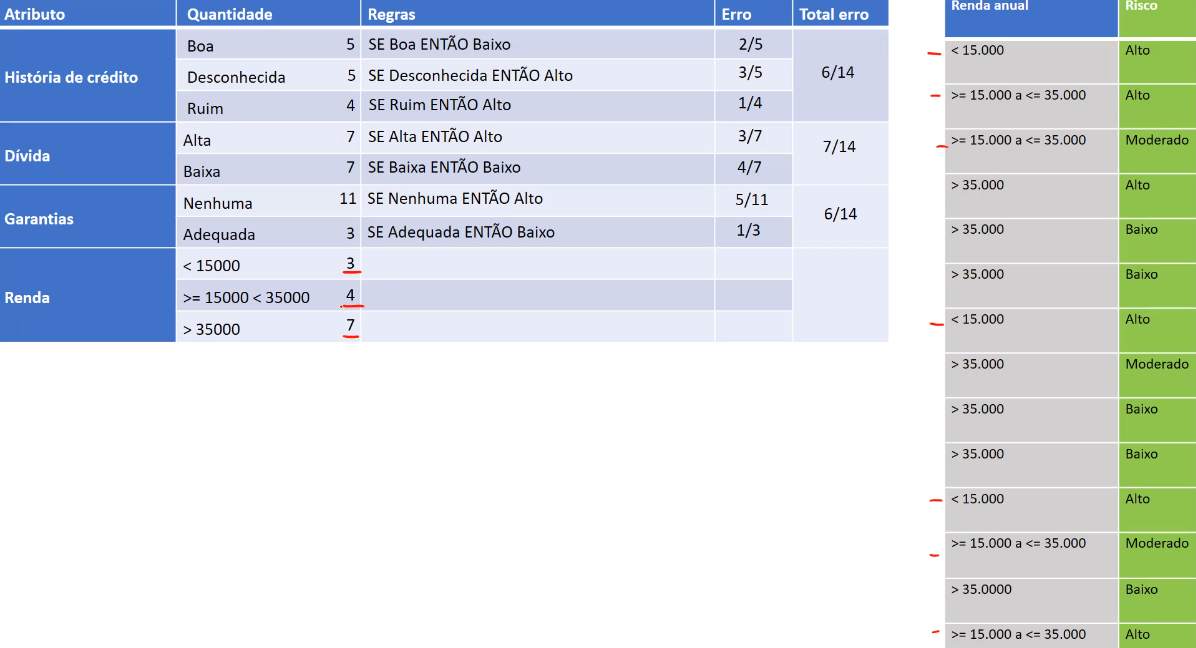 Atributo Quantidade Regras Erro Total erro
História de crédito Boa 5 SE Boa ENTÃO Baixo 2/5 6/14
Desconhecida 5 SE Desconhecida ENTÃO Alto 3/5
Ruim 4 SE Ruim ENTÃO Alto 1/4
Dívida Alta 7 SE Alta ENTÃO Alto 3/7 7/14
Baixa 7 SE Baixa ENTÃO Baixo 4/7
Garantias Nenhuma 11 SE Nenhuma ENTÃO Alto 5/11 6/14
Adequada 3 SE Adequada ENTÃO Baixo 1/3
Renda < 15000 3
>= 15000 < 35000 4
> 35000 7
Renda anual Risco
< 15.000 Alto
>= 15.000 a <= 35.000 Alto
>= 15.000 a <= 35.000 Moderado
> 35.000 Alto
> 35.000 Baixo
> 35.000 Baixo
< 15.000 Alto
> 35.000 Moderado
> 35.000 Baixo
> 35.000 Baixo
< 15.000 Alto
>= 15.000 a <= 35.000 Moderado
> 35.0000 Baixo
>= 15.000 a <= 35.000 Alto